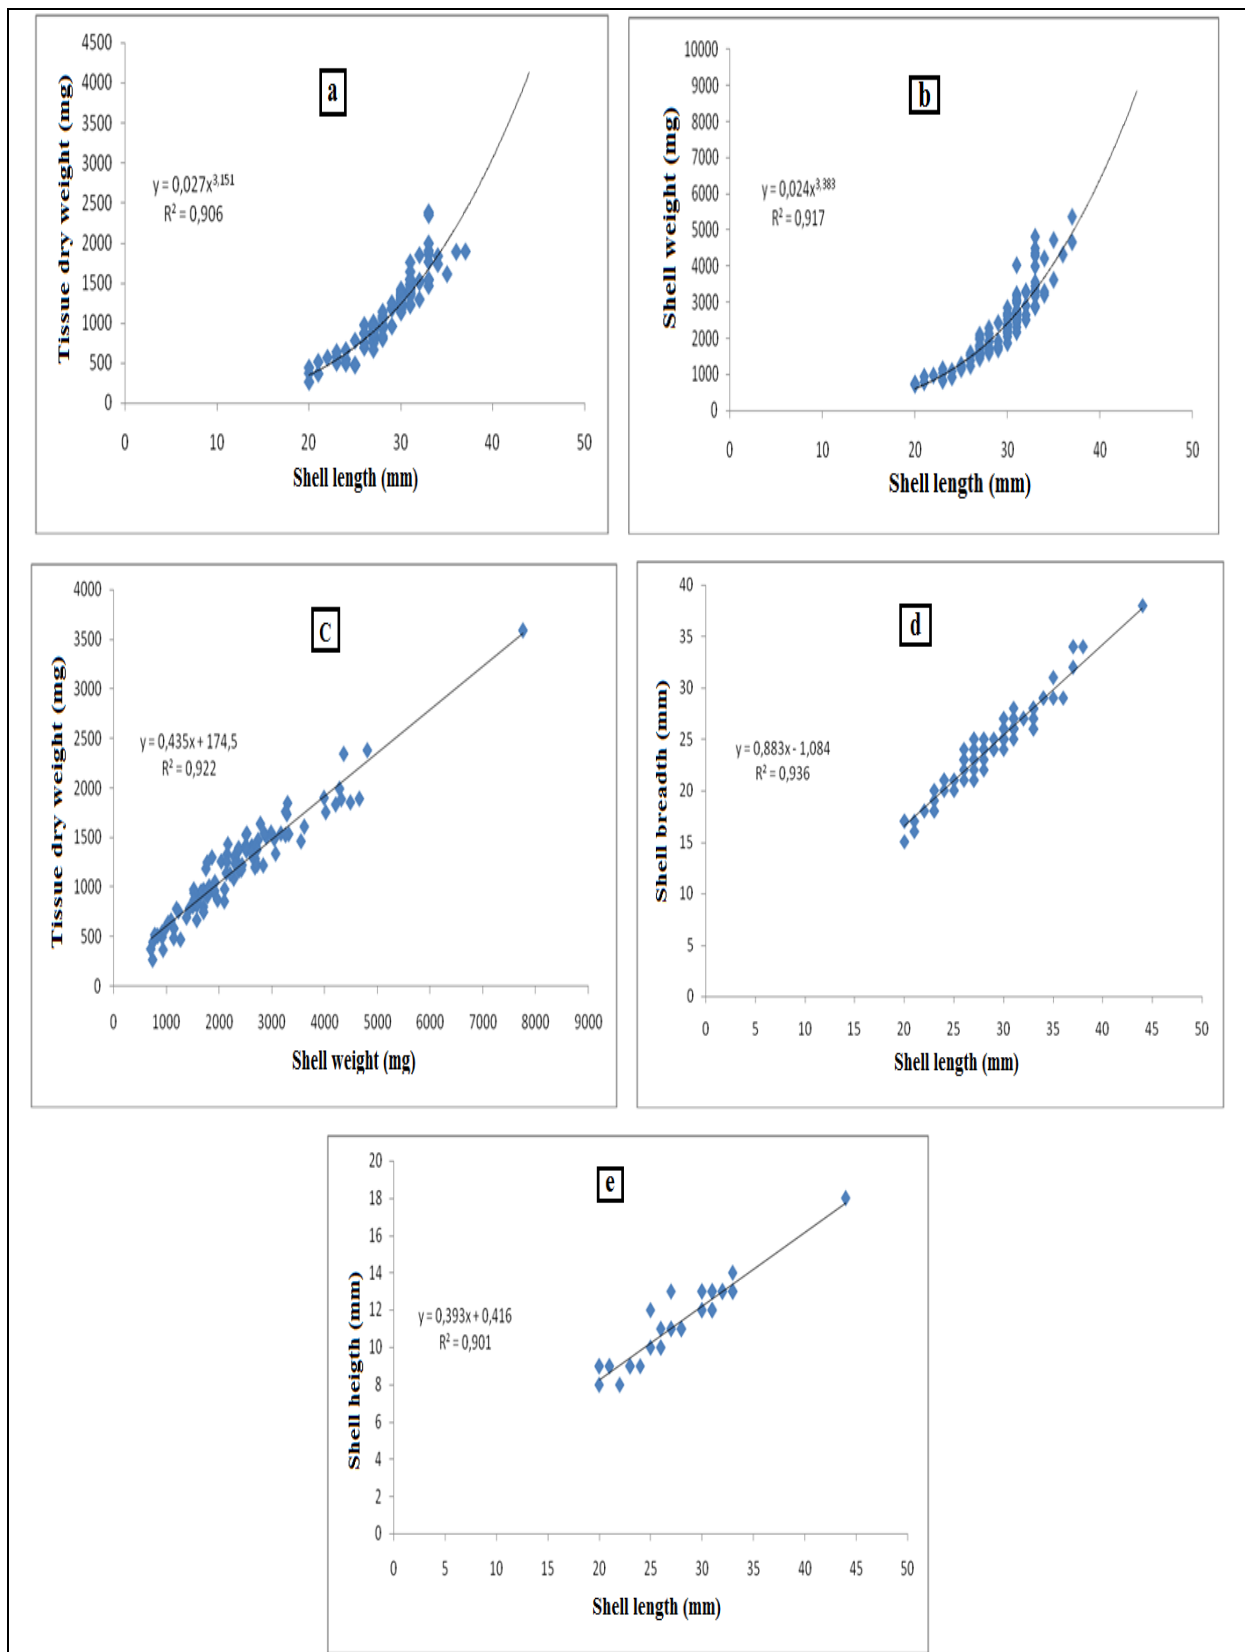 a
Tissue dry weight (mg)
4500
4000
3500
3000
2500
2000
1500
1000
500
0
y = 0,027x^3,151
R² = 0,906
0 10 20 30 40 50
Shell length (mm)
b
Shell weight (mg)
10000
9000
8000
7000
6000
5000
4000
3000
2000
1000
0
y = 0,024x^3,383
R² = 0,917
0 10 20 30 40 50
Shell length (mm)
c
Tissue dry weight (mg)
4000
3500
3000
2500
2000
1500
1000
500
0
y = 0,435x + 174,5
R² = 0,922
0 1000 2000 3000 4000 5000 6000 7000 8000 9000
Shell weight (mg)
d
Shell breadth (mm)
40
35
30
25
20
15
10
5
0
y = 0,883x - 1,084
R² = 0,936
0 5 10 15 20 25 30 35 40 45 50
Shell length (mm)
e
Shell heigth (mm)
20
18
16
14
12
10
8
6
4
2
0
y = 0,393x + 0,416
R² = 0,901
0 5 10 15 20 25 30 35 40 45 50
Shell length (mm)